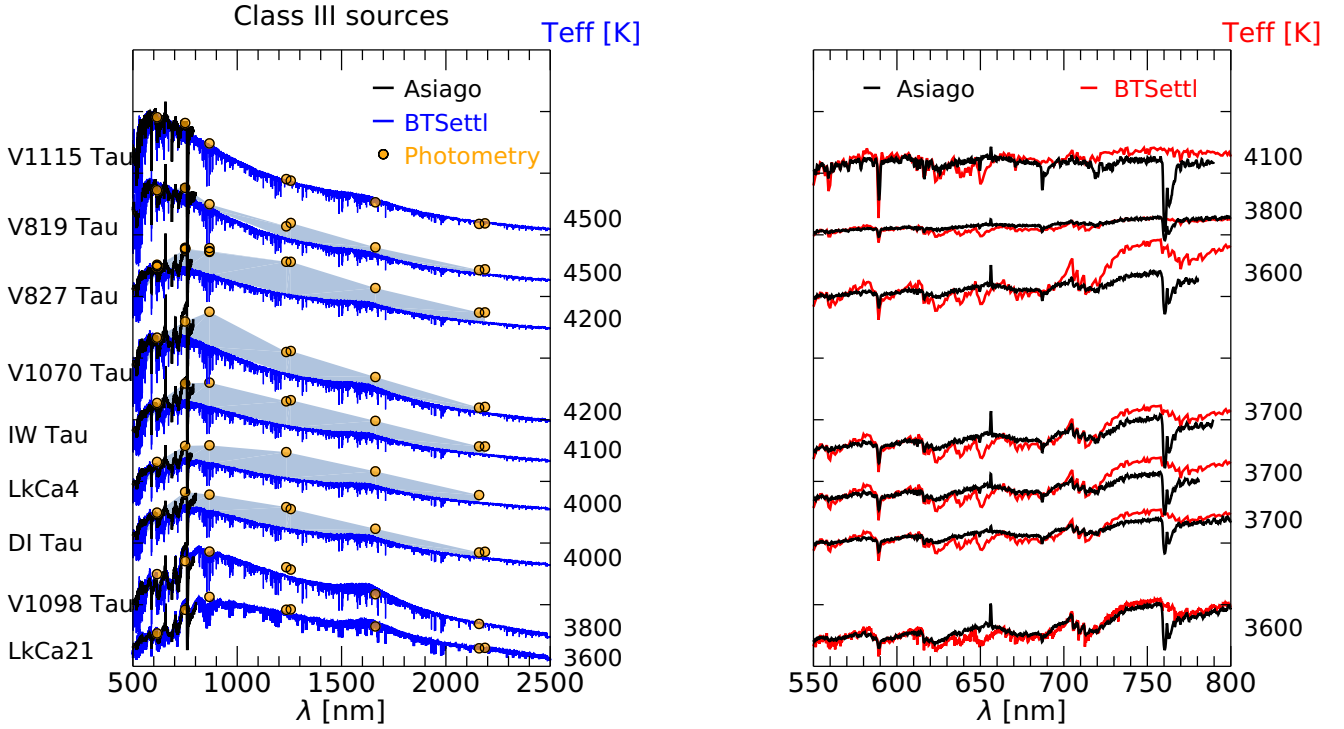 Class III sources
Teff [K]
Asiago
BTSettl
Photometry
V1115 Tau
4500
V819 Tau
4500
V827 Tau
4200
V1070 Tau
4200
IW Tau
4100
LkCa4
4000
DI Tau
4000
V1098 Tau
3800
LkCa21
3600
500 1000 1500 2000 2500
λ [nm]
Teff [K]
Asiago BTSettl
4100
3800
3600
3700
3700
3700
3600
550 600 650 700 750 800
λ [nm]